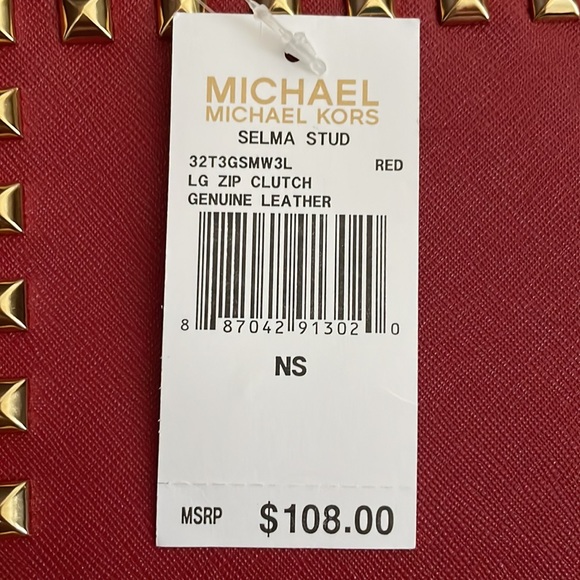 MICHAEL
MICHAEL KORS
SELMA STUD
32T3GSMW3L RED
LG ZIP CLUTCH
GENUINE LEATHER
8 87042 91302 0
NS
MSRP $108.00